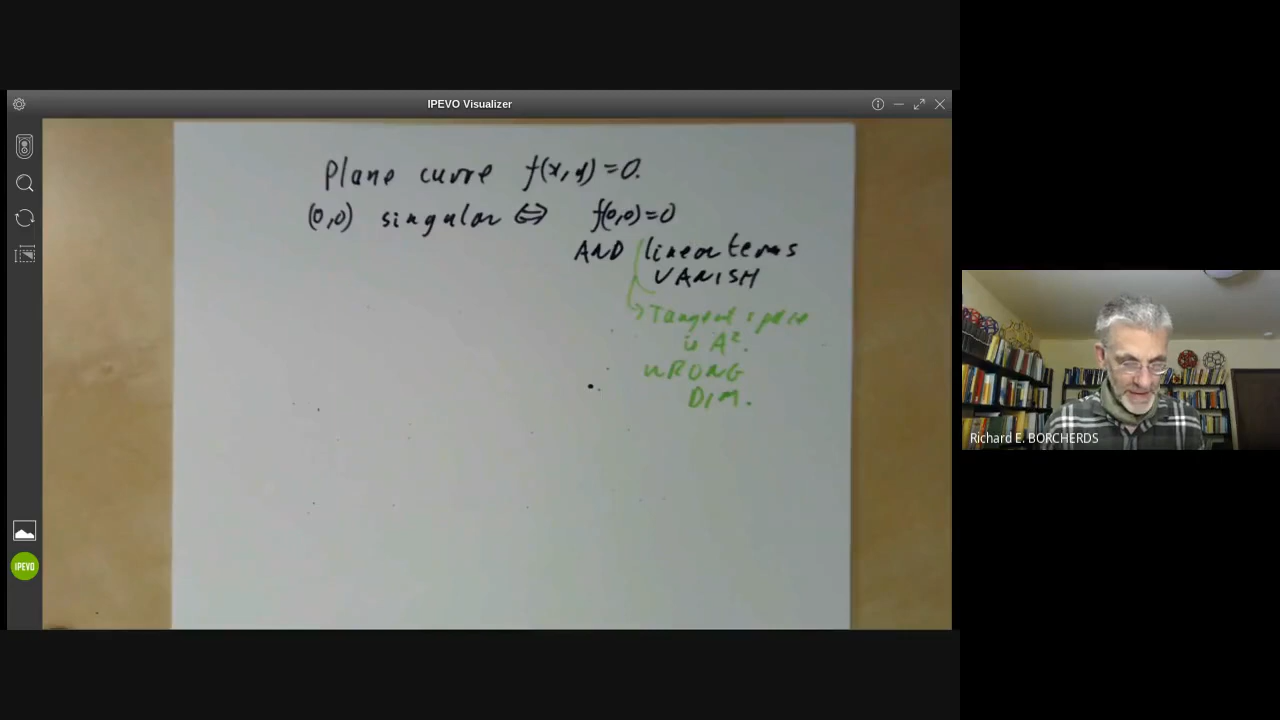 IPEVO Visualizer
Plane curve f(x,y)=0.
(0,0) singular ⇔ f(0,0)=0
AND linear terms
VANISH
→ Tangent space
is A².
WRONG
DIM.
IPEVO
Richard E. BORCHERDS